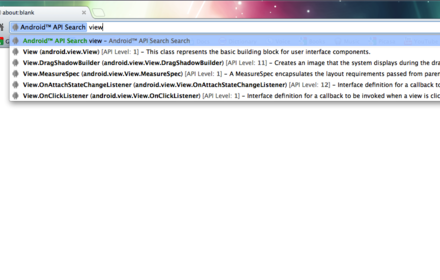 about:blank
Android™ API Search view
Android™ API Search view – Android™ API Search Search
View (android.view.View) [API Level: 1] – This class represents the basic building block for user interface components.
View.DragShadowBuilder (android.view.View.DragShadowBuilder) [API Level: 11] – Creates an image that the system displays during the dra
View.MeasureSpec (android.view.View.MeasureSpec) [API Level: 1] – A MeasureSpec encapsulates the layout requirements passed from paren
View.OnAttachStateChangeListener (android.view.View.OnAttachStateChangeListener) [API Level: 12] – Interface definition for a callback to
View.OnClickListener (android.view.View.OnClickListener) [API Level: 1] – Interface definition for a callback to be invoked when a view is clic